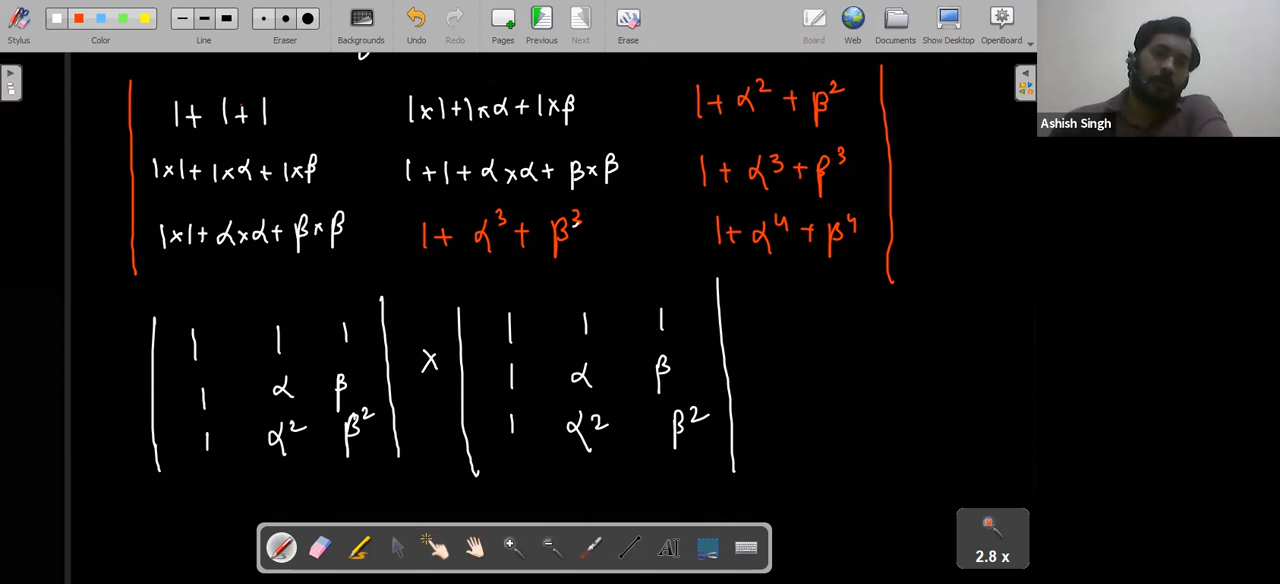 Stylus Color Line Eraser Backgrounds Undo Redo Pages Previous Next Erase Board Web Documents Show Desktop OpenBoard
Ashish Singh
1+ 1+1 1×1+1×α+1×β 1+α²+β²
1×1+1×α+1×β 1+1+α×α+β×β 1+α3+β³
1×1+α×α+β×β 1+α³+β³ 1+α⁴+β⁴
1 1 1 × 1 1 1
1 α β 1 α β
1 α² β² 1 α2 β²
AI
2.8 x